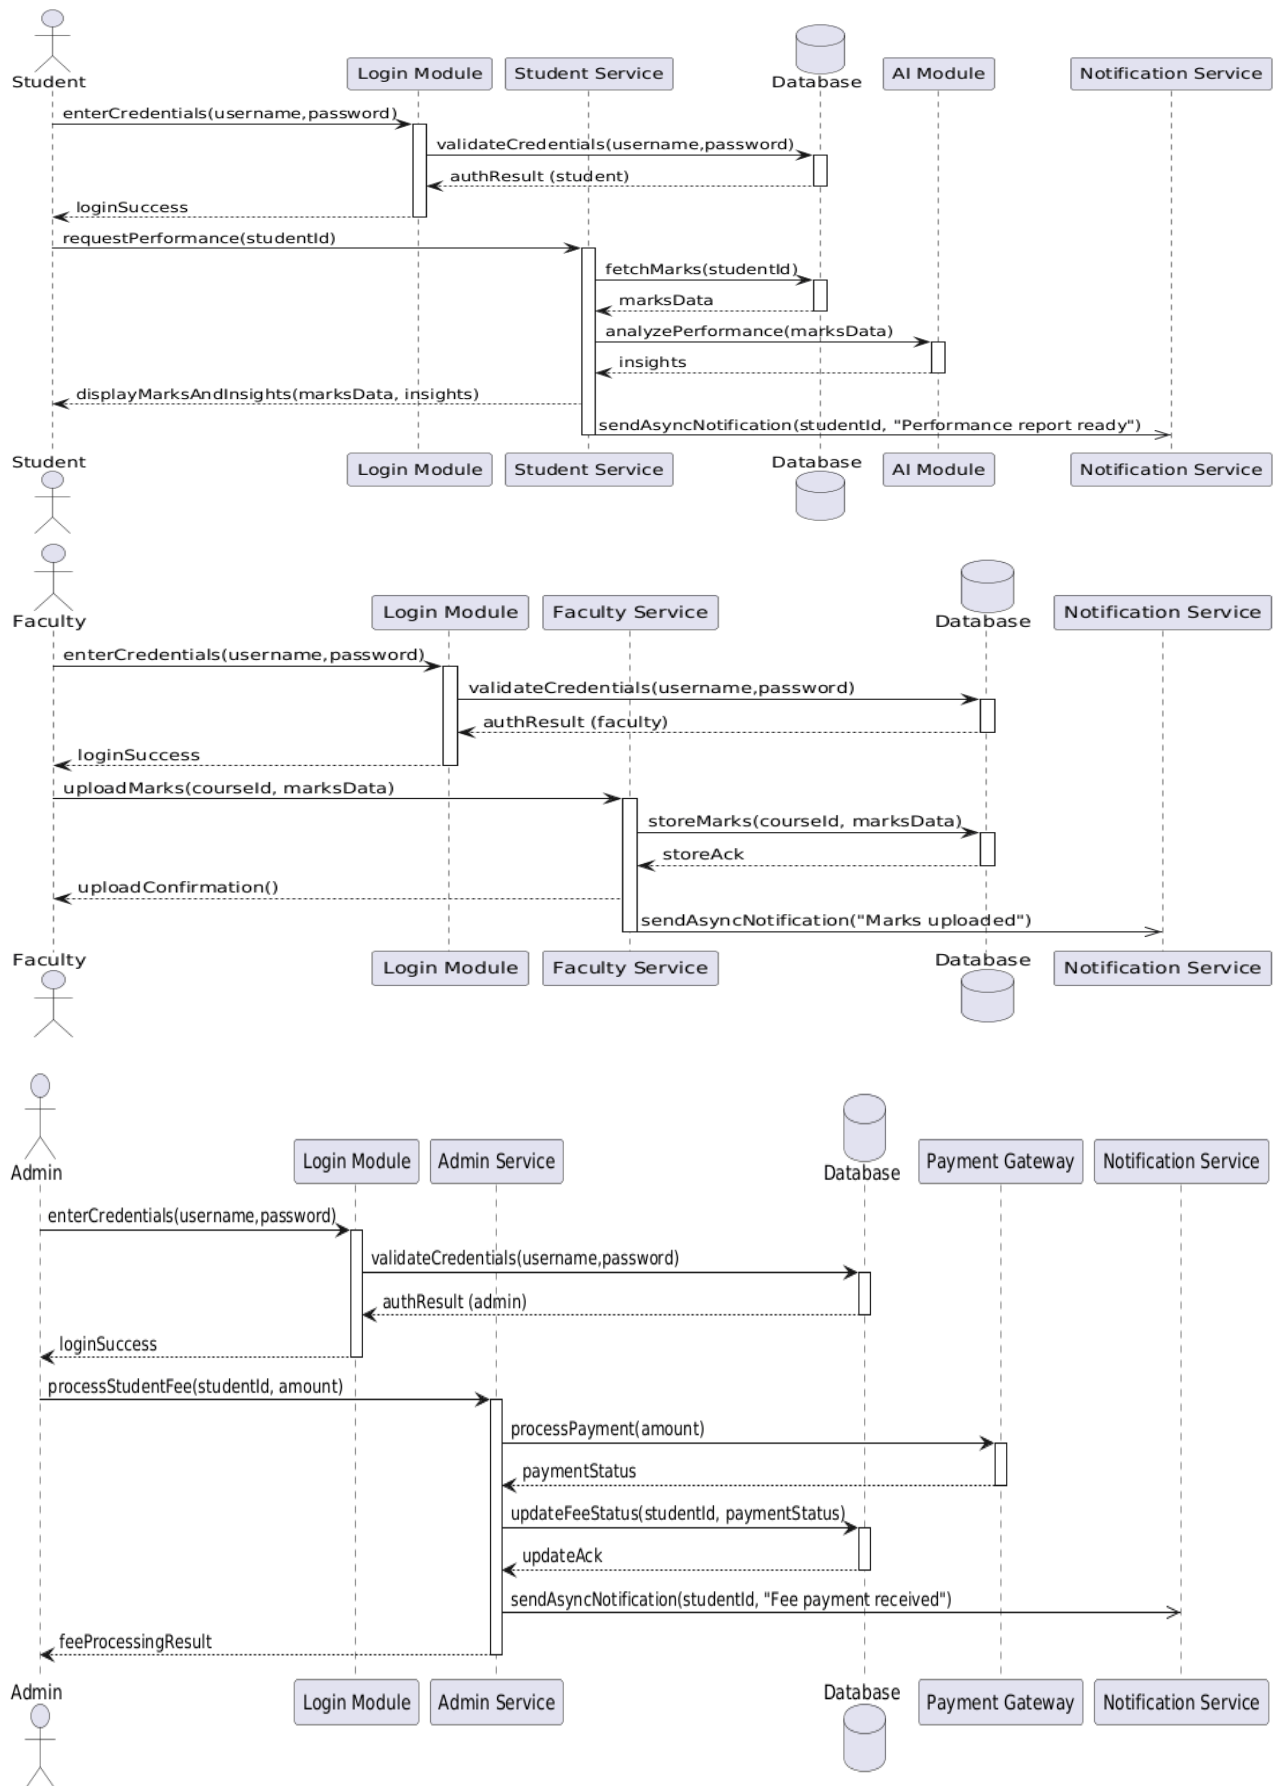 Student
Login Module
Student Service
Database
AI Module
Notification Service
enterCredentials(username,password)
validateCredentials(username,password)
authResult (student)
loginSuccess
requestPerformance(studentId)
fetchMarks(studentId)
marksData
analyzePerformance(marksData)
insights
displayMarksAndInsights(marksData, insights)
sendAsyncNotification(studentId, "Performance report ready")
Student
Login Module
Student Service
Database
AI Module
Notification Service
Faculty
Login Module
Faculty Service
Database
Notification Service
enterCredentials(username,password)
validateCredentials(username,password)
authResult (faculty)
loginSuccess
uploadMarks(courseId, marksData)
storeMarks(courseId, marksData)
storeAck
uploadConfirmation()
sendAsyncNotification("Marks uploaded")
Faculty
Login Module
Faculty Service
Database
Notification Service
Admin
Login Module
Admin Service
Database
Payment Gateway
Notification Service
enterCredentials(username,password)
validateCredentials(username,password)
authResult (admin)
loginSuccess
processStudentFee(studentId, amount)
processPayment(amount)
paymentStatus
updateFeeStatus(studentId, paymentStatus)
updateAck
sendAsyncNotification(studentId, "Fee payment received")
feeProcessingResult
Admin
Login Module
Admin Service
Database
Payment Gateway
Notification Service